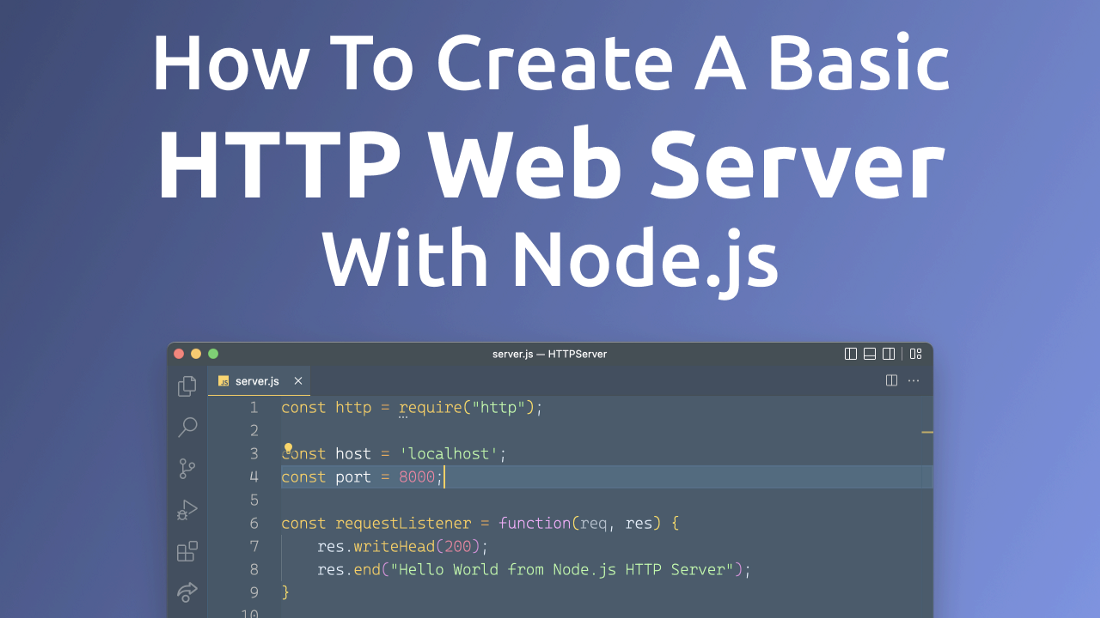 How To Create A Basic
HTTP Web Server
With Node.js
server.js — HTTPServer
JS server.js
1 const http = require("http");
2
3 const host = 'localhost';
4 const port = 8000;
5
6 const requestListener = function(req, res) {
7 res.writeHead(200);
8 res.end("Hello World from Node.js HTTP Server");
9 }
10